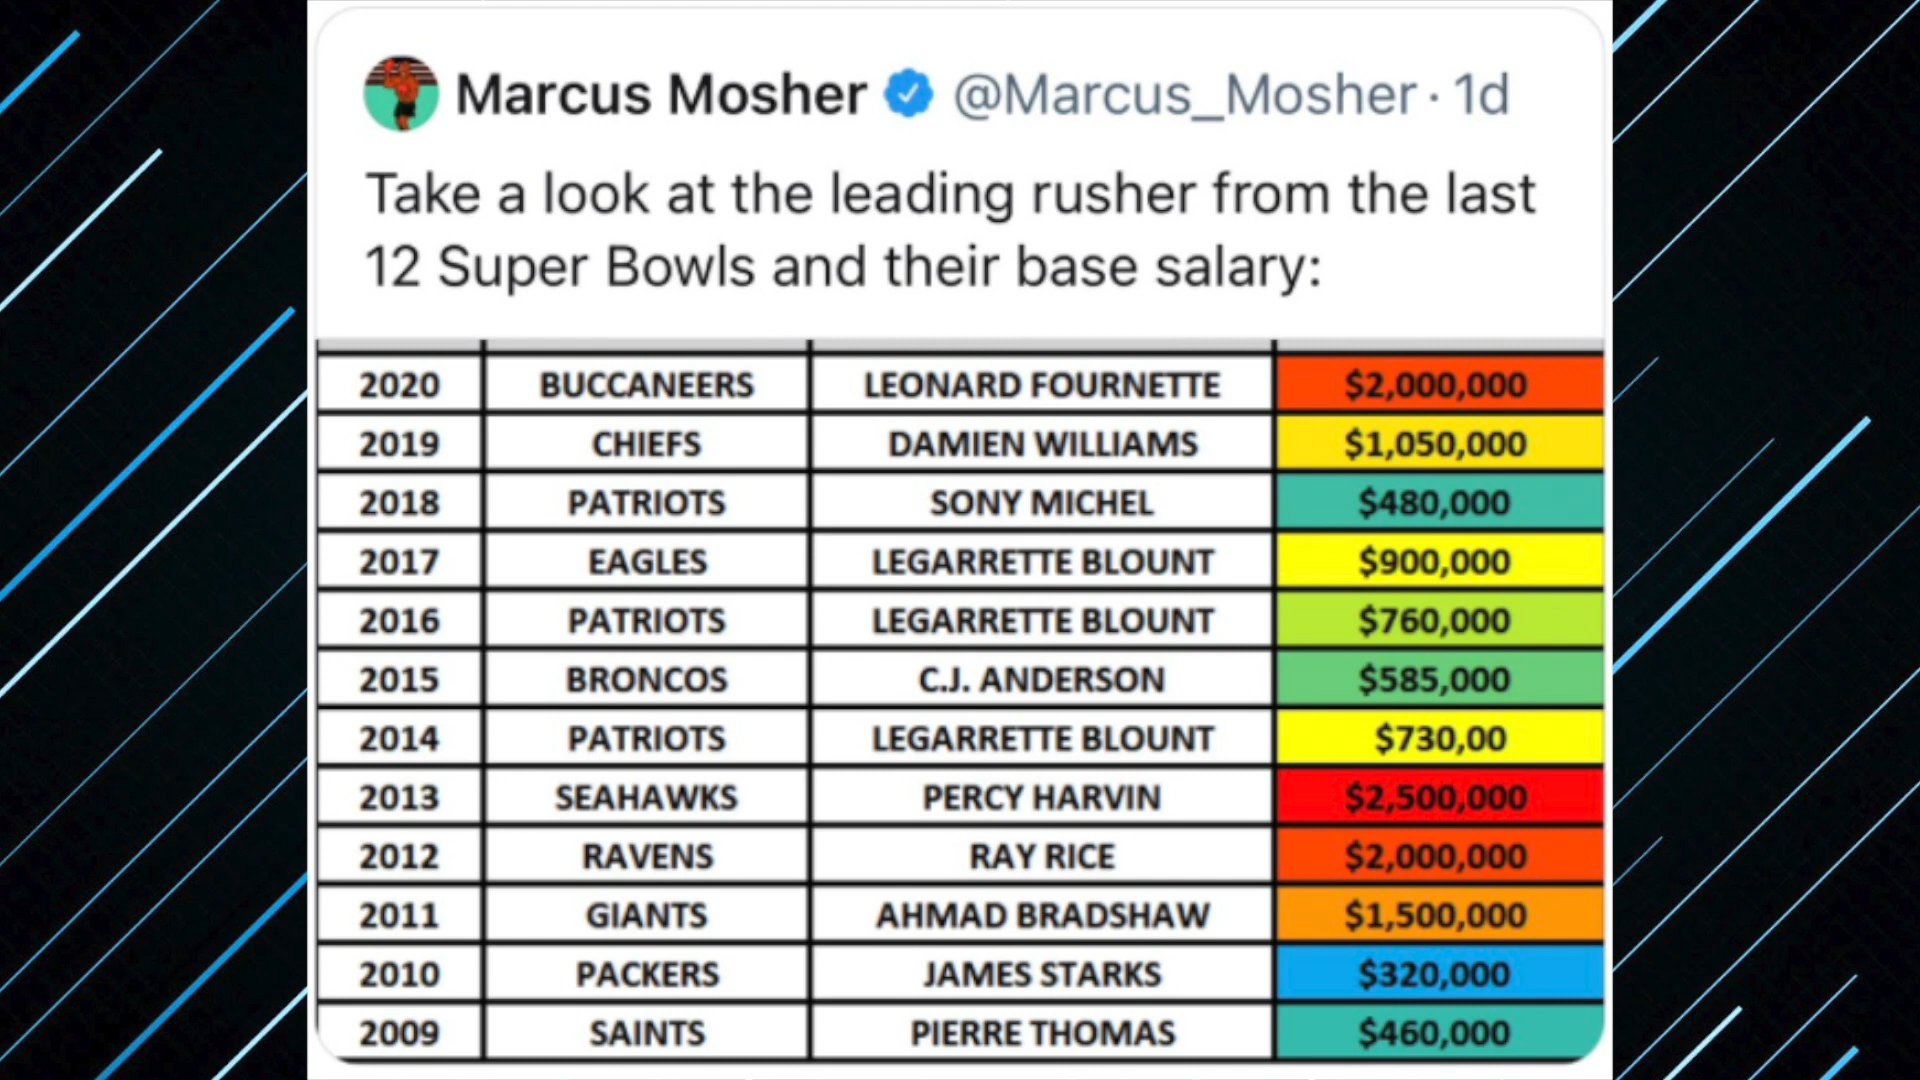 Marcus Mosher @Marcus_Mosher · 1d
Take a look at the leading rusher from the last
12 Super Bowls and their base salary:
2020 BUCCANEERS LEONARD FOURNETTE $2,000,000
2019 CHIEFS DAMIEN WILLIAMS $1,050,000
2018 PATRIOTS SONY MICHEL $480,000
2017 EAGLES LEGARRETTE BLOUNT $900,000
2016 PATRIOTS LEGARRETTE BLOUNT $760,000
2015 BRONCOS C.J. ANDERSON $585,000
2014 PATRIOTS LEGARRETTE BLOUNT $730,00
2013 SEAHAWKS PERCY HARVIN $2,500,000
2012 RAVENS RAY RICE $2,000,000
2011 GIANTS AHMAD BRADSHAW $1,500,000
2010 PACKERS JAMES STARKS $320,000
2009 SAINTS PIERRE THOMAS $460,000